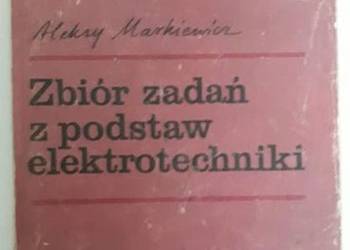 Aleksy Markiewicz
Zbiór zadań
z podstaw
elektrotechniki